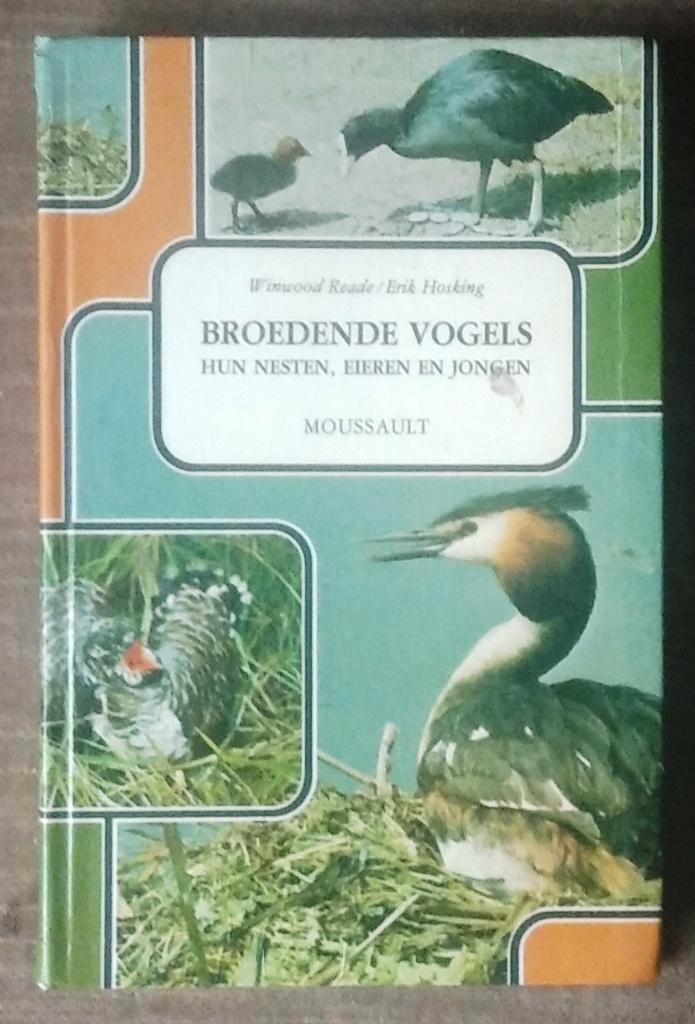 Winwood Reade / Erik Hosking
BROEDENDE VOGELS
HUN NESTEN, EIEREN EN JONGEN
MOUSSAULT